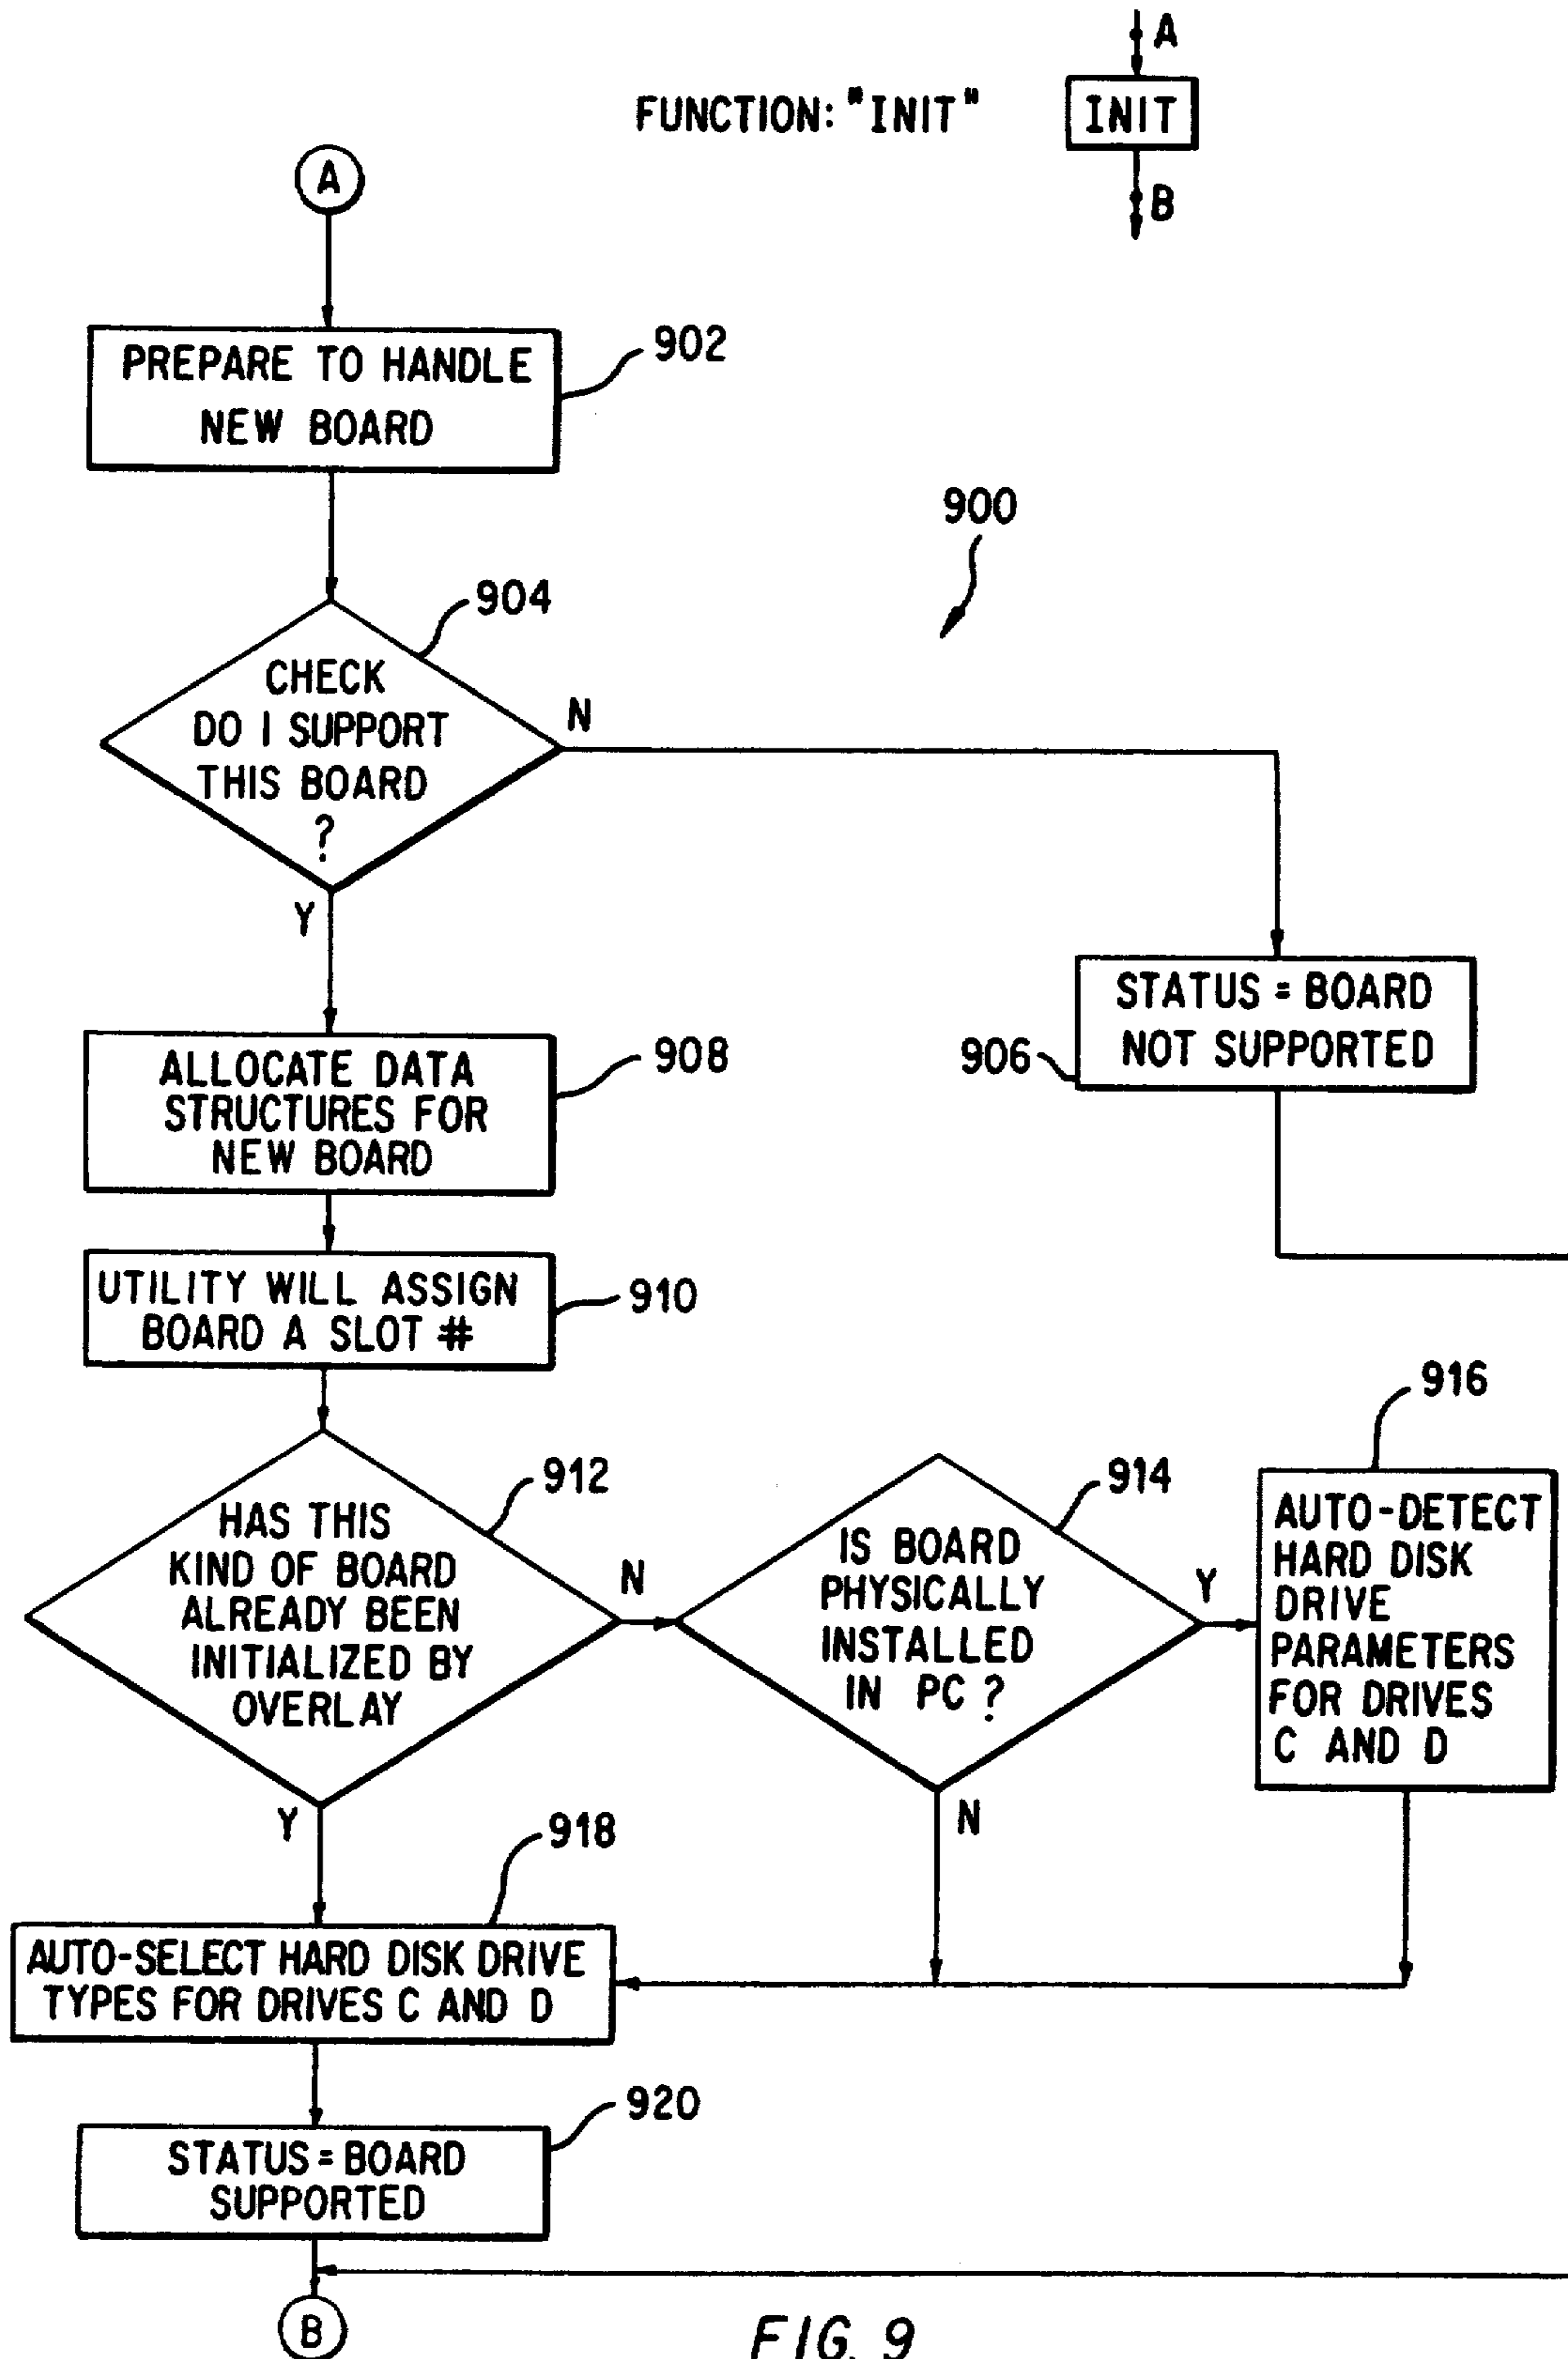 A
FUNCTION: "INIT"
INIT
B
A
PREPARE TO HANDLE
NEW BOARD
902
900
904
CHECK
DO I SUPPORT
THIS BOARD
?
N
Y
STATUS = BOARD
NOT SUPPORTED
906
ALLOCATE DATA
STRUCTURES FOR
NEW BOARD
908
UTILITY WILL ASSIGN
BOARD A SLOT #
910
912
HAS THIS
KIND OF BOARD
ALREADY BEEN
INITIALIZED BY
OVERLAY
N
Y
914
IS BOARD
PHYSICALLY
INSTALLED
IN PC?
Y
N
916
AUTO-DETECT
HARD DISK
DRIVE
PARAMETERS
FOR DRIVES
C AND D
918
AUTO-SELECT HARD DISK DRIVE
TYPES FOR DRIVES C AND D
920
STATUS = BOARD
SUPPORTED
B
FIG. 9